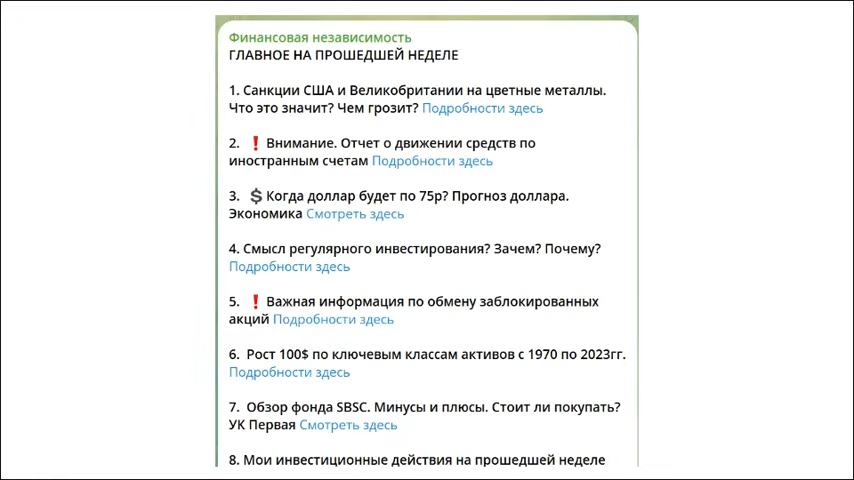 Финансовая независимость
ГЛАВНОЕ НА ПРОШЕДШЕЙ НЕДЕЛЕ
1. Санкции США и Великобритании на цветные металлы.
Что это значит? Чем грозит? Подробности здесь
2. ❗ Внимание. Отчет о движении средств по
иностранным счетам Подробности здесь
3. 💲Когда доллар будет по 75р? Прогноз доллара.
Экономика Смотреть здесь
4. Смысл регулярного инвестирования? Зачем? Почему?
Подробности здесь
5. ❗ Важная информация по обмену заблокированных
акций Подробности здесь
6. Рост 100$ по ключевым классам активов с 1970 по 2023гг.
Подробности здесь
7. Обзор фонда SBSC. Минусы и плюсы. Стоит ли покупать?
УК Первая Смотреть здесь
8. Мои инвестиционные действия на прошедшей неделе